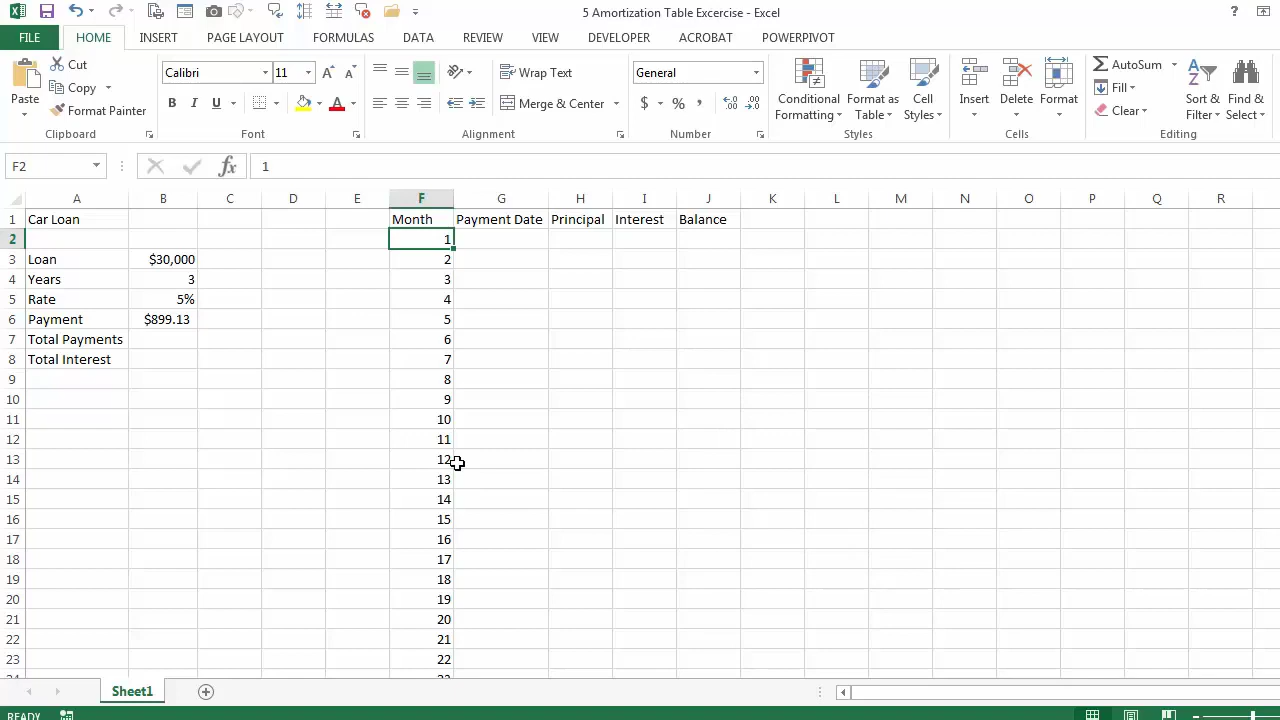 5 Amortization Table Excercise - Excel
?
FILE HOME INSERT PAGE LAYOUT FORMULAS DATA REVIEW VIEW DEVELOPER ACROBAT POWERPIVOT
Paste
Cut
Copy
Format Painter
Clipboard
Calibri 11
B I U
Font
Wrap Text
Merge & Center
Alignment
General
$ % ,
Number
Conditional Formatting
Format as Table
Cell Styles
Styles
Insert Delete Format
Cells
AutoSum
Fill
Clear
Sort & Filter
Find & Select
Editing
F2 fx 1
A B C D E F G H I J K L M N O P Q R
1 Car Loan Month Payment Date Principal Interest Balance
2 1
3 Loan $30,000 2
4 Years 3 3
5 Rate 5% 4
6 Payment $899.13 5
7 Total Payments 6
8 Total Interest 7
9 8
10 9
11 10
12 11
13 12
14 13
15 14
16 15
17 16
18 17
19 18
20 19
21 20
22 21
23 22
Sheet1
READY